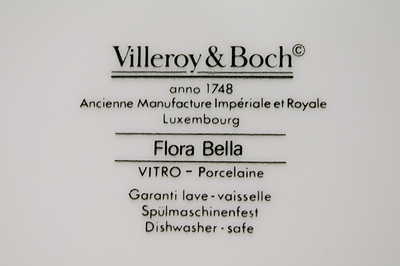 Villeroy & Boch©
anno 1748
Ancienne Manufacture Impériale et Royale
Luxembourg
Flora Bella
VITRO - Porcelaine
Garanti lave - vaisselle
Spülmaschinenfest
Dishwasher - safe